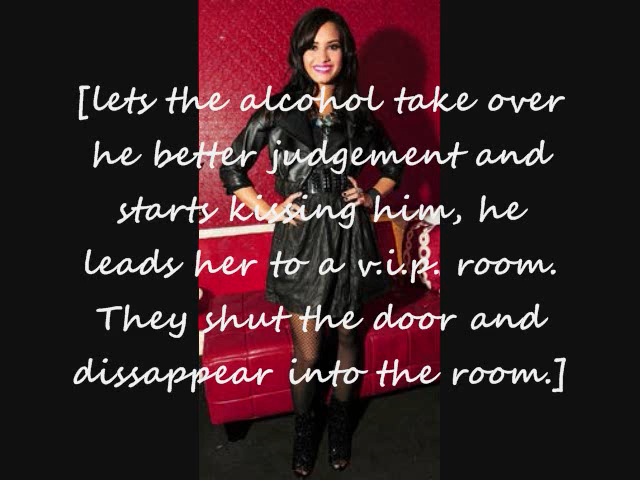 [lets the alcohol take over
he better judgement and
starts kissing him, he
leads her to a v.i.p. room.
They shut the door and
dissappear into the room.]